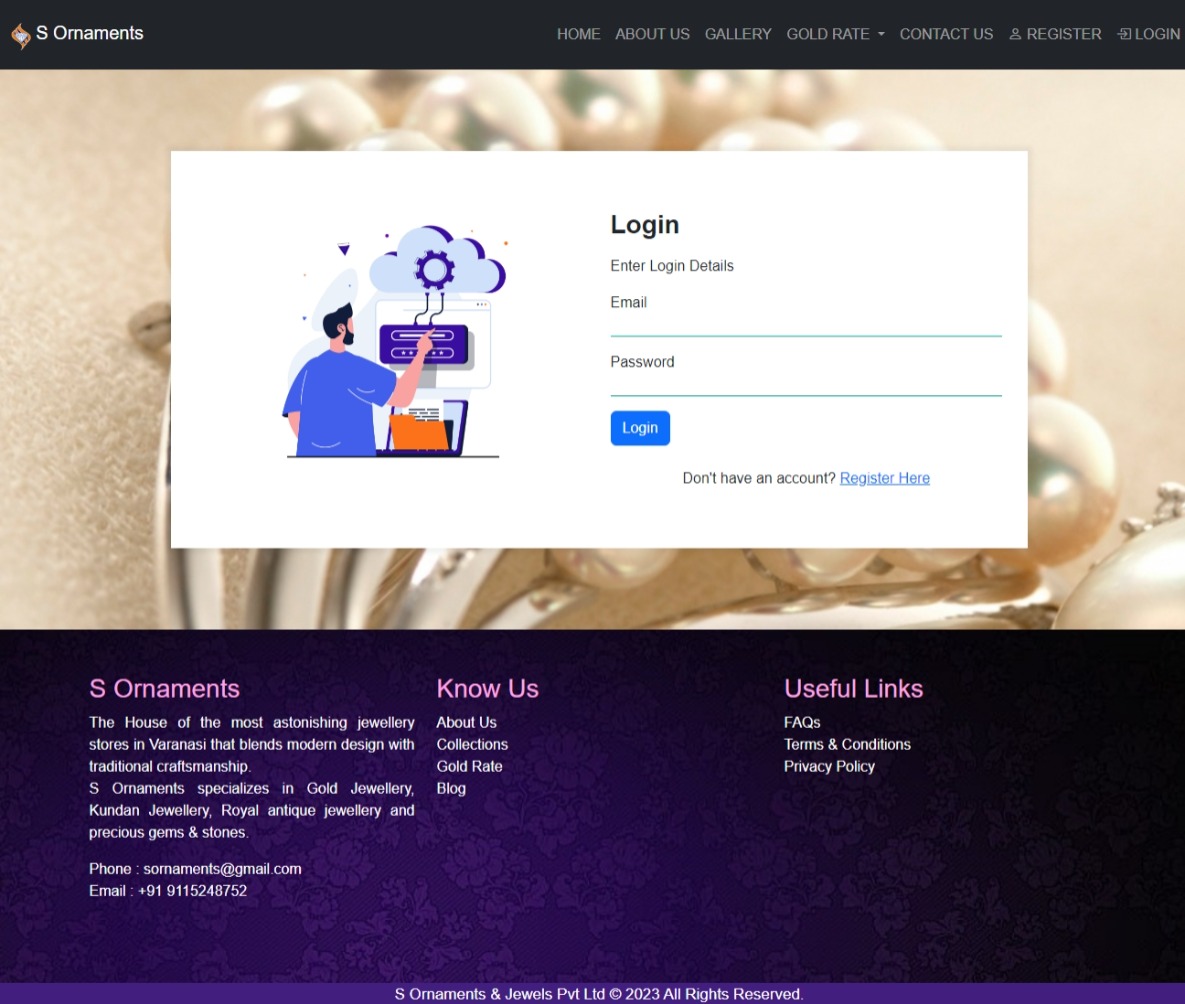 S Ornaments
HOME ABOUT US GALLERY GOLD RATE CONTACT US REGISTER LOGIN
Login
Enter Login Details
Email
Password
Login
Don't have an account? Register Here
S Ornaments
The House of the most astonishing jewellery
stores in Varanasi that blends modern design with
traditional craftsmanship.
S Ornaments specializes in Gold Jewellery,
Kundan Jewellery, Royal antique jewellery and
precious gems & stones.
Phone : sornaments@gmail.com
Email : +91 9115248752
Know Us
About Us
Collections
Gold Rate
Blog
Useful Links
FAQs
Terms & Conditions
Privacy Policy
S Ornaments & Jewels Pvt Ltd © 2023 All Rights Reserved.